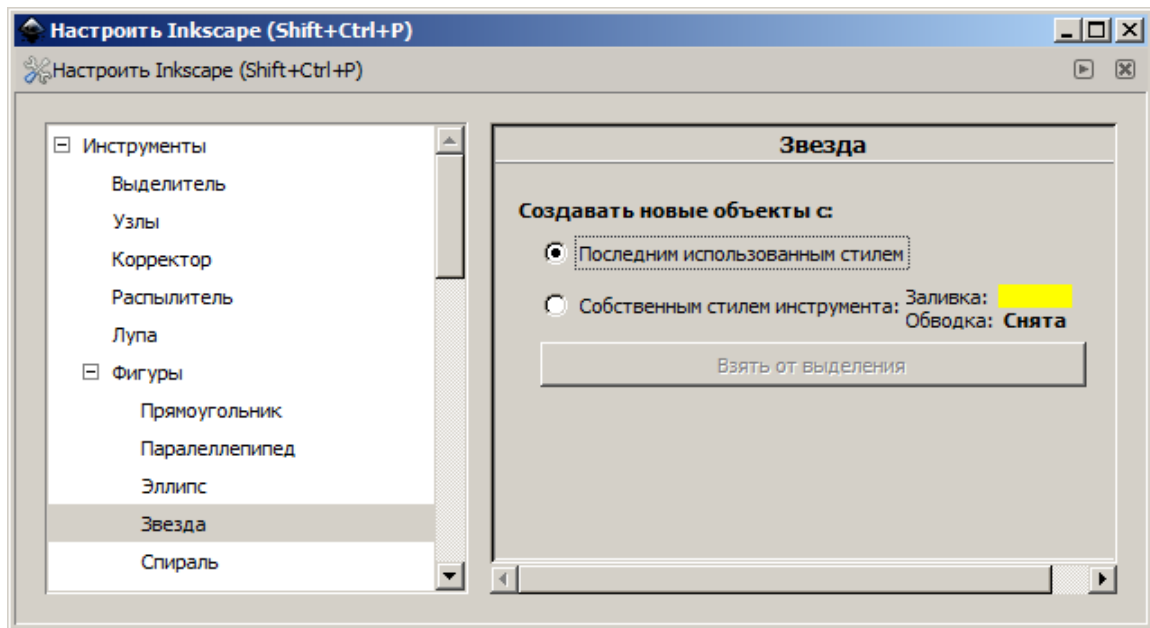 Настроить Inkscape (Shift+Ctrl+P)
Настроить Inkscape (Shift+Ctrl+P)
Инструменты
Выделитель
Узлы
Корректор
Распылитель
Лупа
Фигуры
Прямоугольник
Паралеллепипед
Эллипс
Звезда
Спираль
Звезда
Создавать новые объекты с:
Последним использованным стилем
Собственным стилем инструмента: Заливка:
Обводка: Снята
Взять от выделения